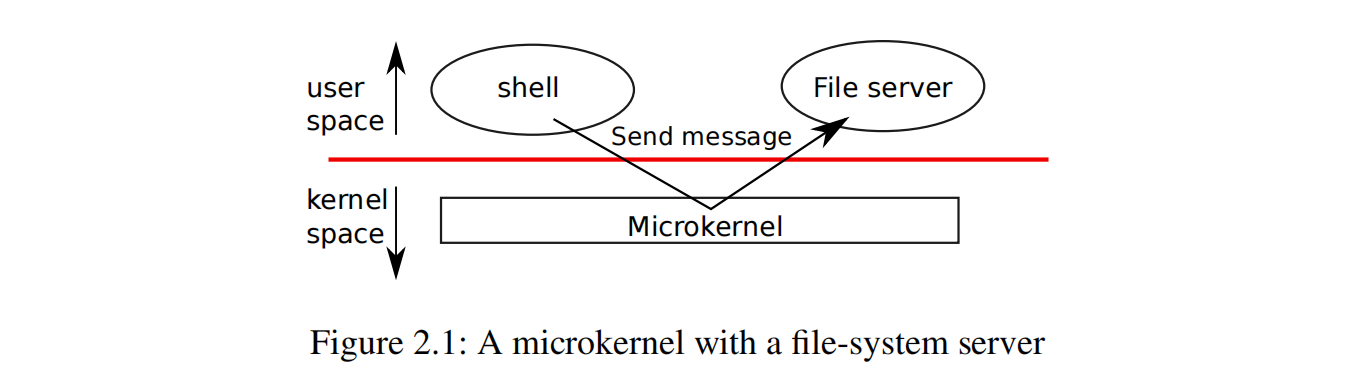 user
space
shell
File server
Send message
kernel
space
Microkernel
Figure 2.1: A microkernel with a file-system server